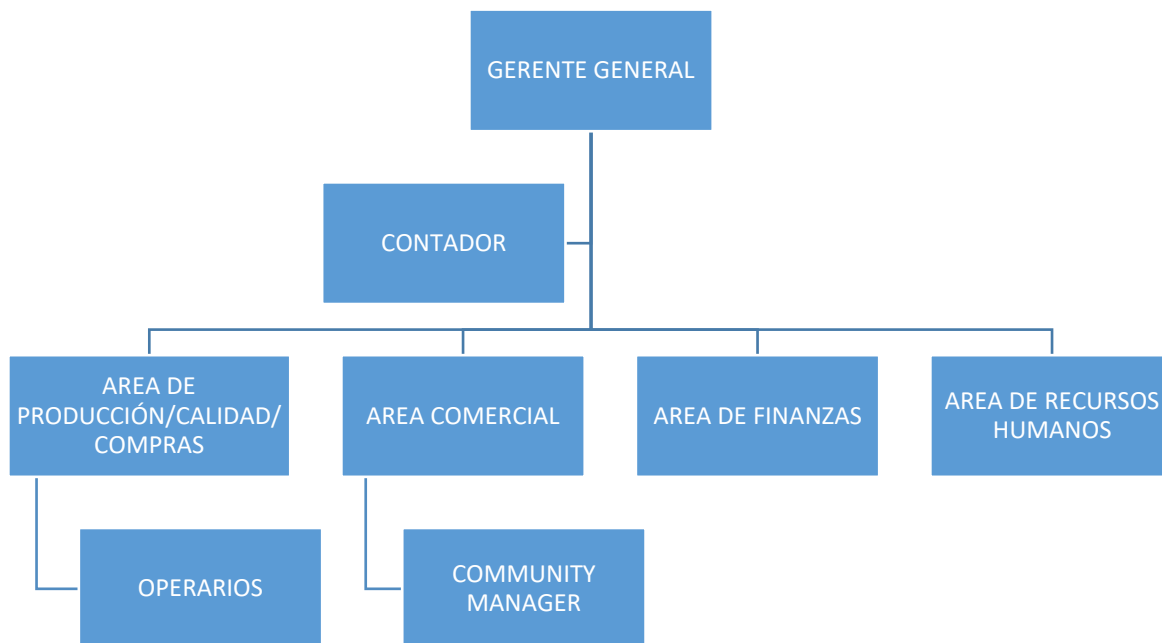 GERENTE GENERAL
CONTADOR
AREA DE
PRODUCCIÓN/CALIDAD/
COMPRAS
AREA COMERCIAL
AREA DE FINANZAS
AREA DE RECURSOS
HUMANOS
OPERARIOS
COMMUNITY
MANAGER